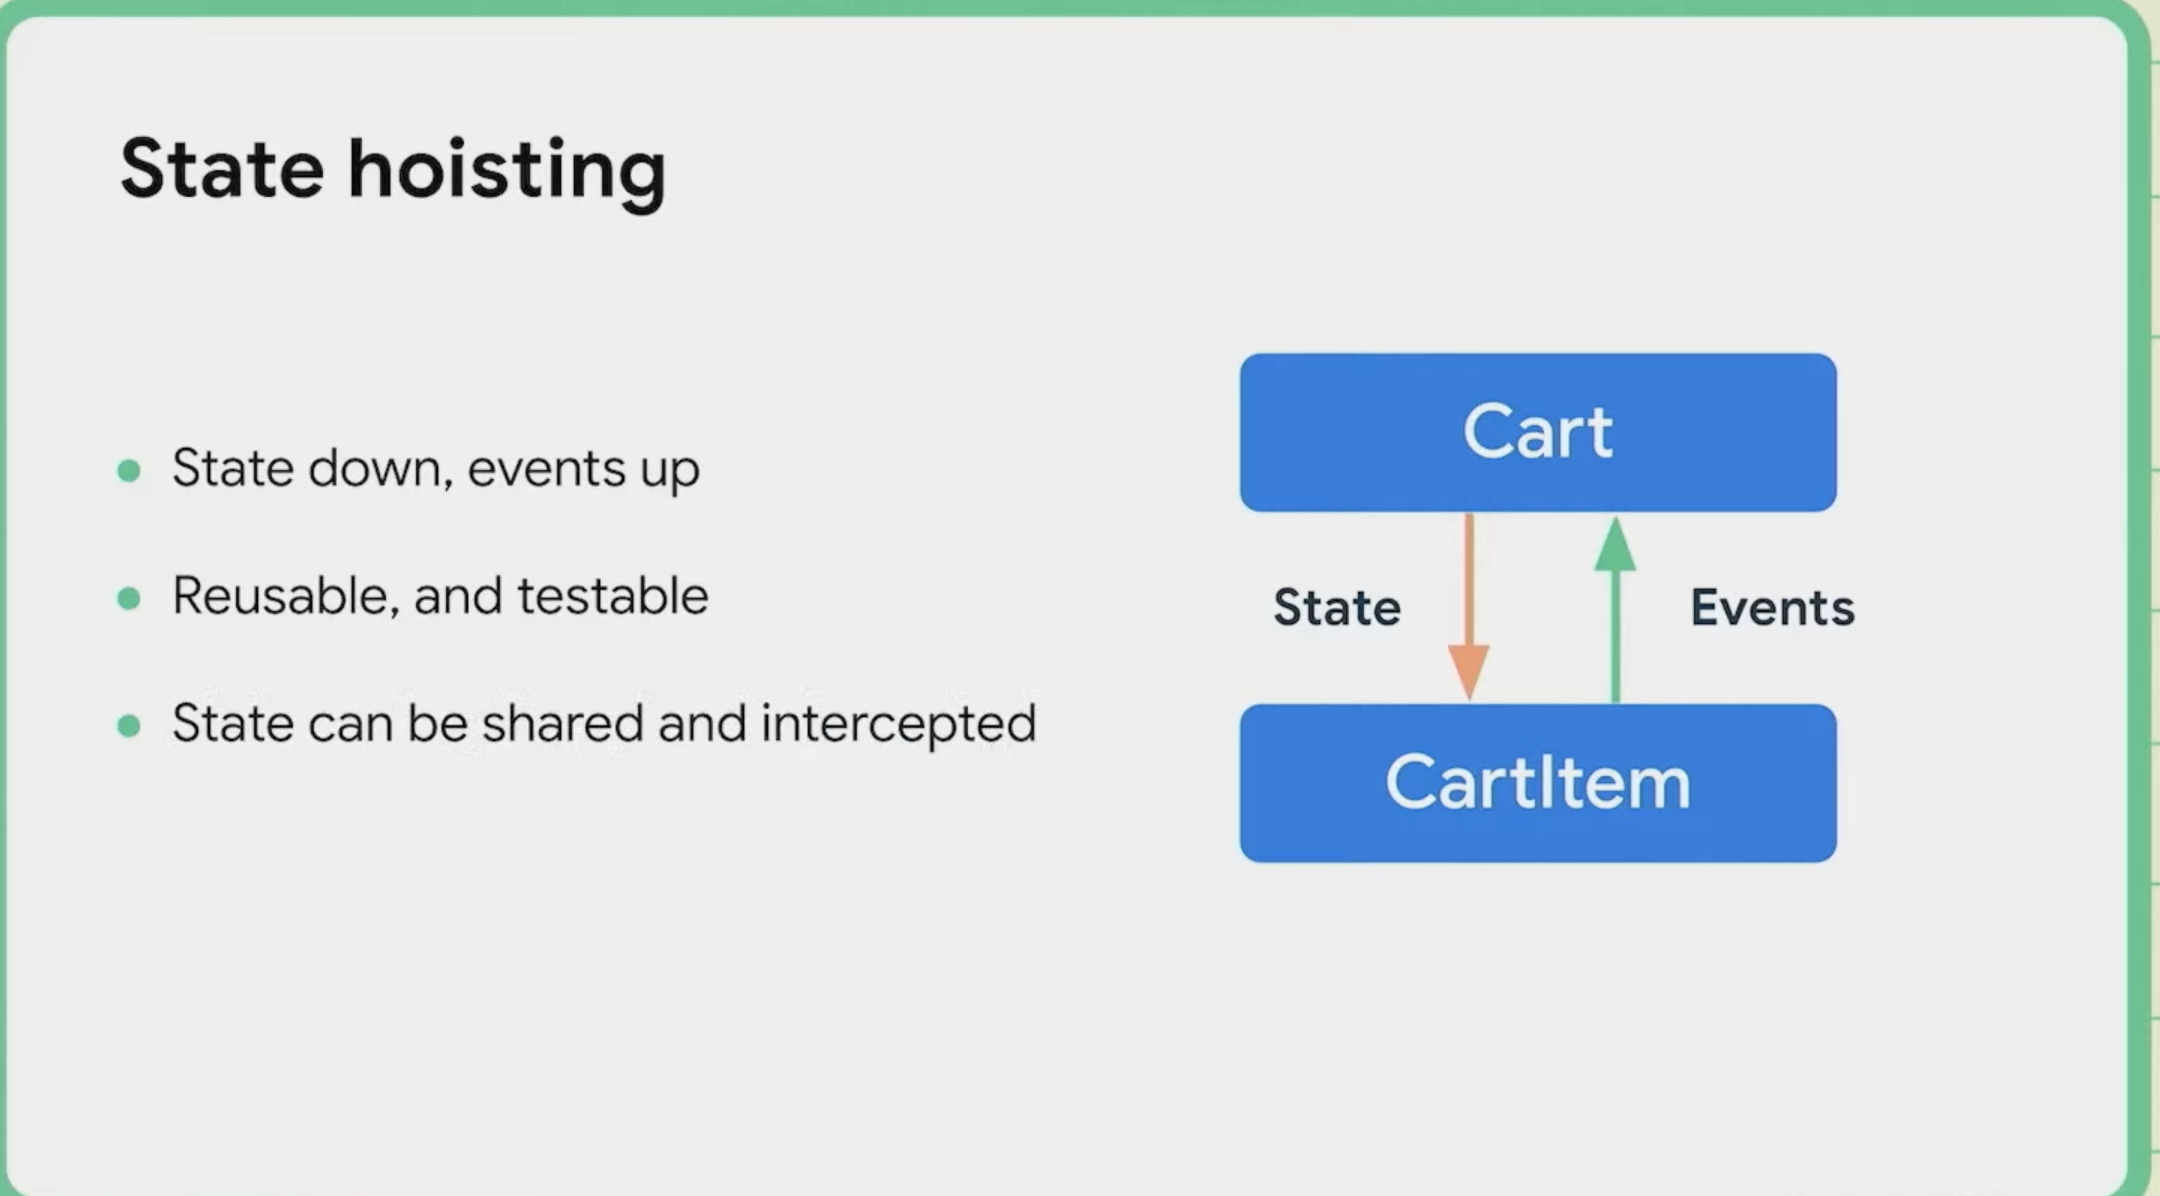 State hoisting
State down, events up
Reusable, and testable
State can be shared and intercepted
Cart
State
Events
CartItem